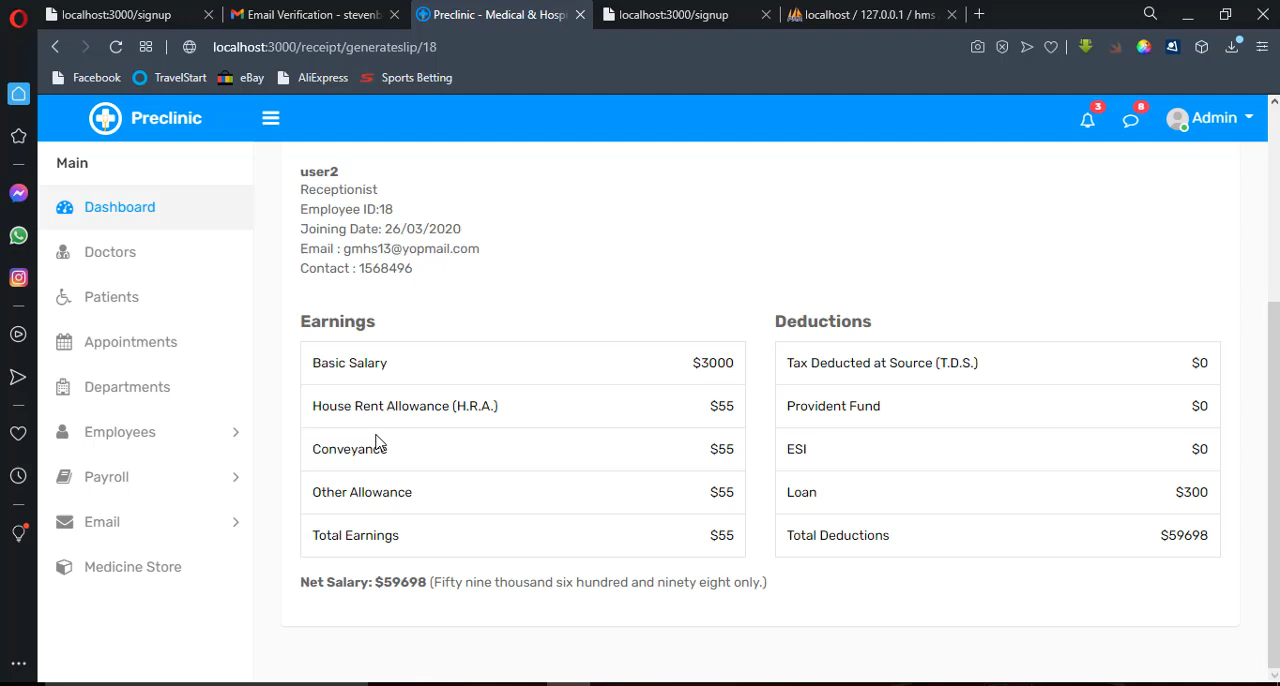 localhost:3000/signup
Email Verification - stevenb
Preclinic - Medical & Hospi
localhost:3000/signup
localhost / 127.0.0.1 / hms
localhost:3000/receipt/generateslip/18
Facebook TravelStart eBay AliExpress Sports Betting
Preclinic
3
8
Admin
Main
Dashboard
Doctors
Patients
Appointments
Departments
Employees
Payroll
Email
Medicine Store
user2
Receptionist
Employee ID:18
Joining Date: 26/03/2020
Email : gmhs13@yopmail.com
Contact : 1568496
Earnings
Basic Salary $3000
House Rent Allowance (H.R.A.) $55
Conveyance $55
Other Allowance $55
Total Earnings $55
Deductions
Tax Deducted at Source (T.D.S.) $0
Provident Fund $0
ESI $0
Loan $300
Total Deductions $59698
Net Salary: $59698 (Fifty nine thousand six hundred and ninety eight only.)